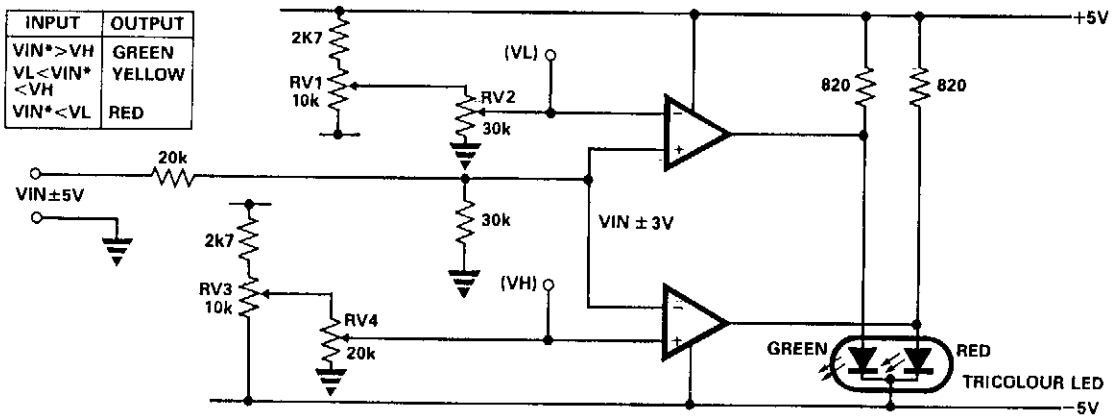 INPUT OUTPUT
VIN*>VH GREEN
VL<VIN* YELLOW
<VH
VIN*<VL RED
+5V
2K7
RV1
10k
RV2
30k
(VL)
−
+
820
820
20k
VIN±5V
30k
VIN ± 3V
2k7
RV3
10k
RV4
20k
(VH)
−
+
GREEN
RED
TRICOLOUR LED
−5V